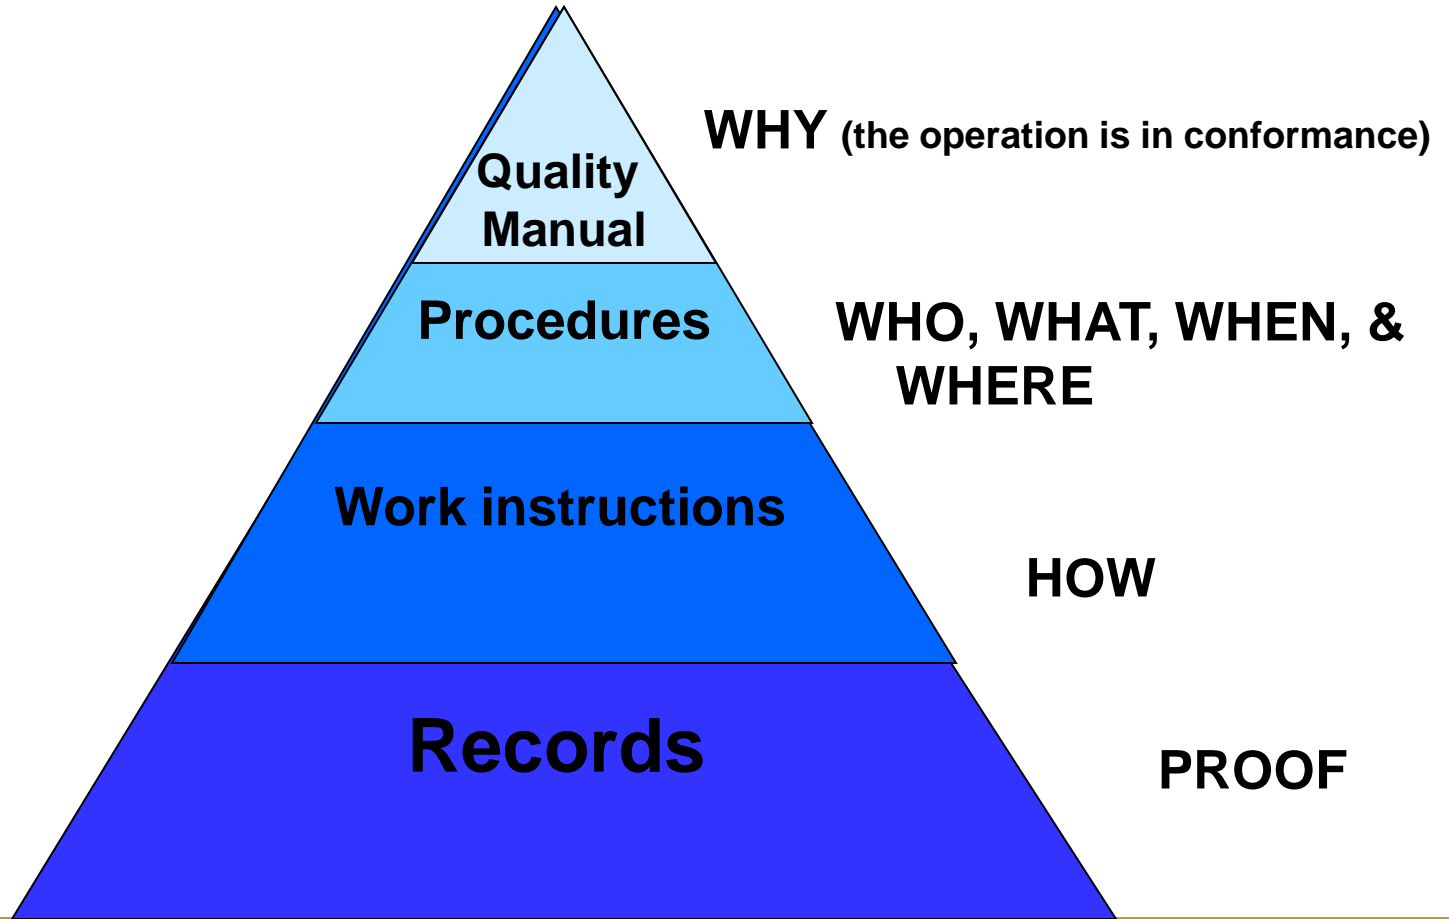 WHY (the operation is in conformance)
Quality
Manual
Procedures
WHO, WHAT, WHEN, &
WHERE
Work instructions
HOW
Records
PROOF